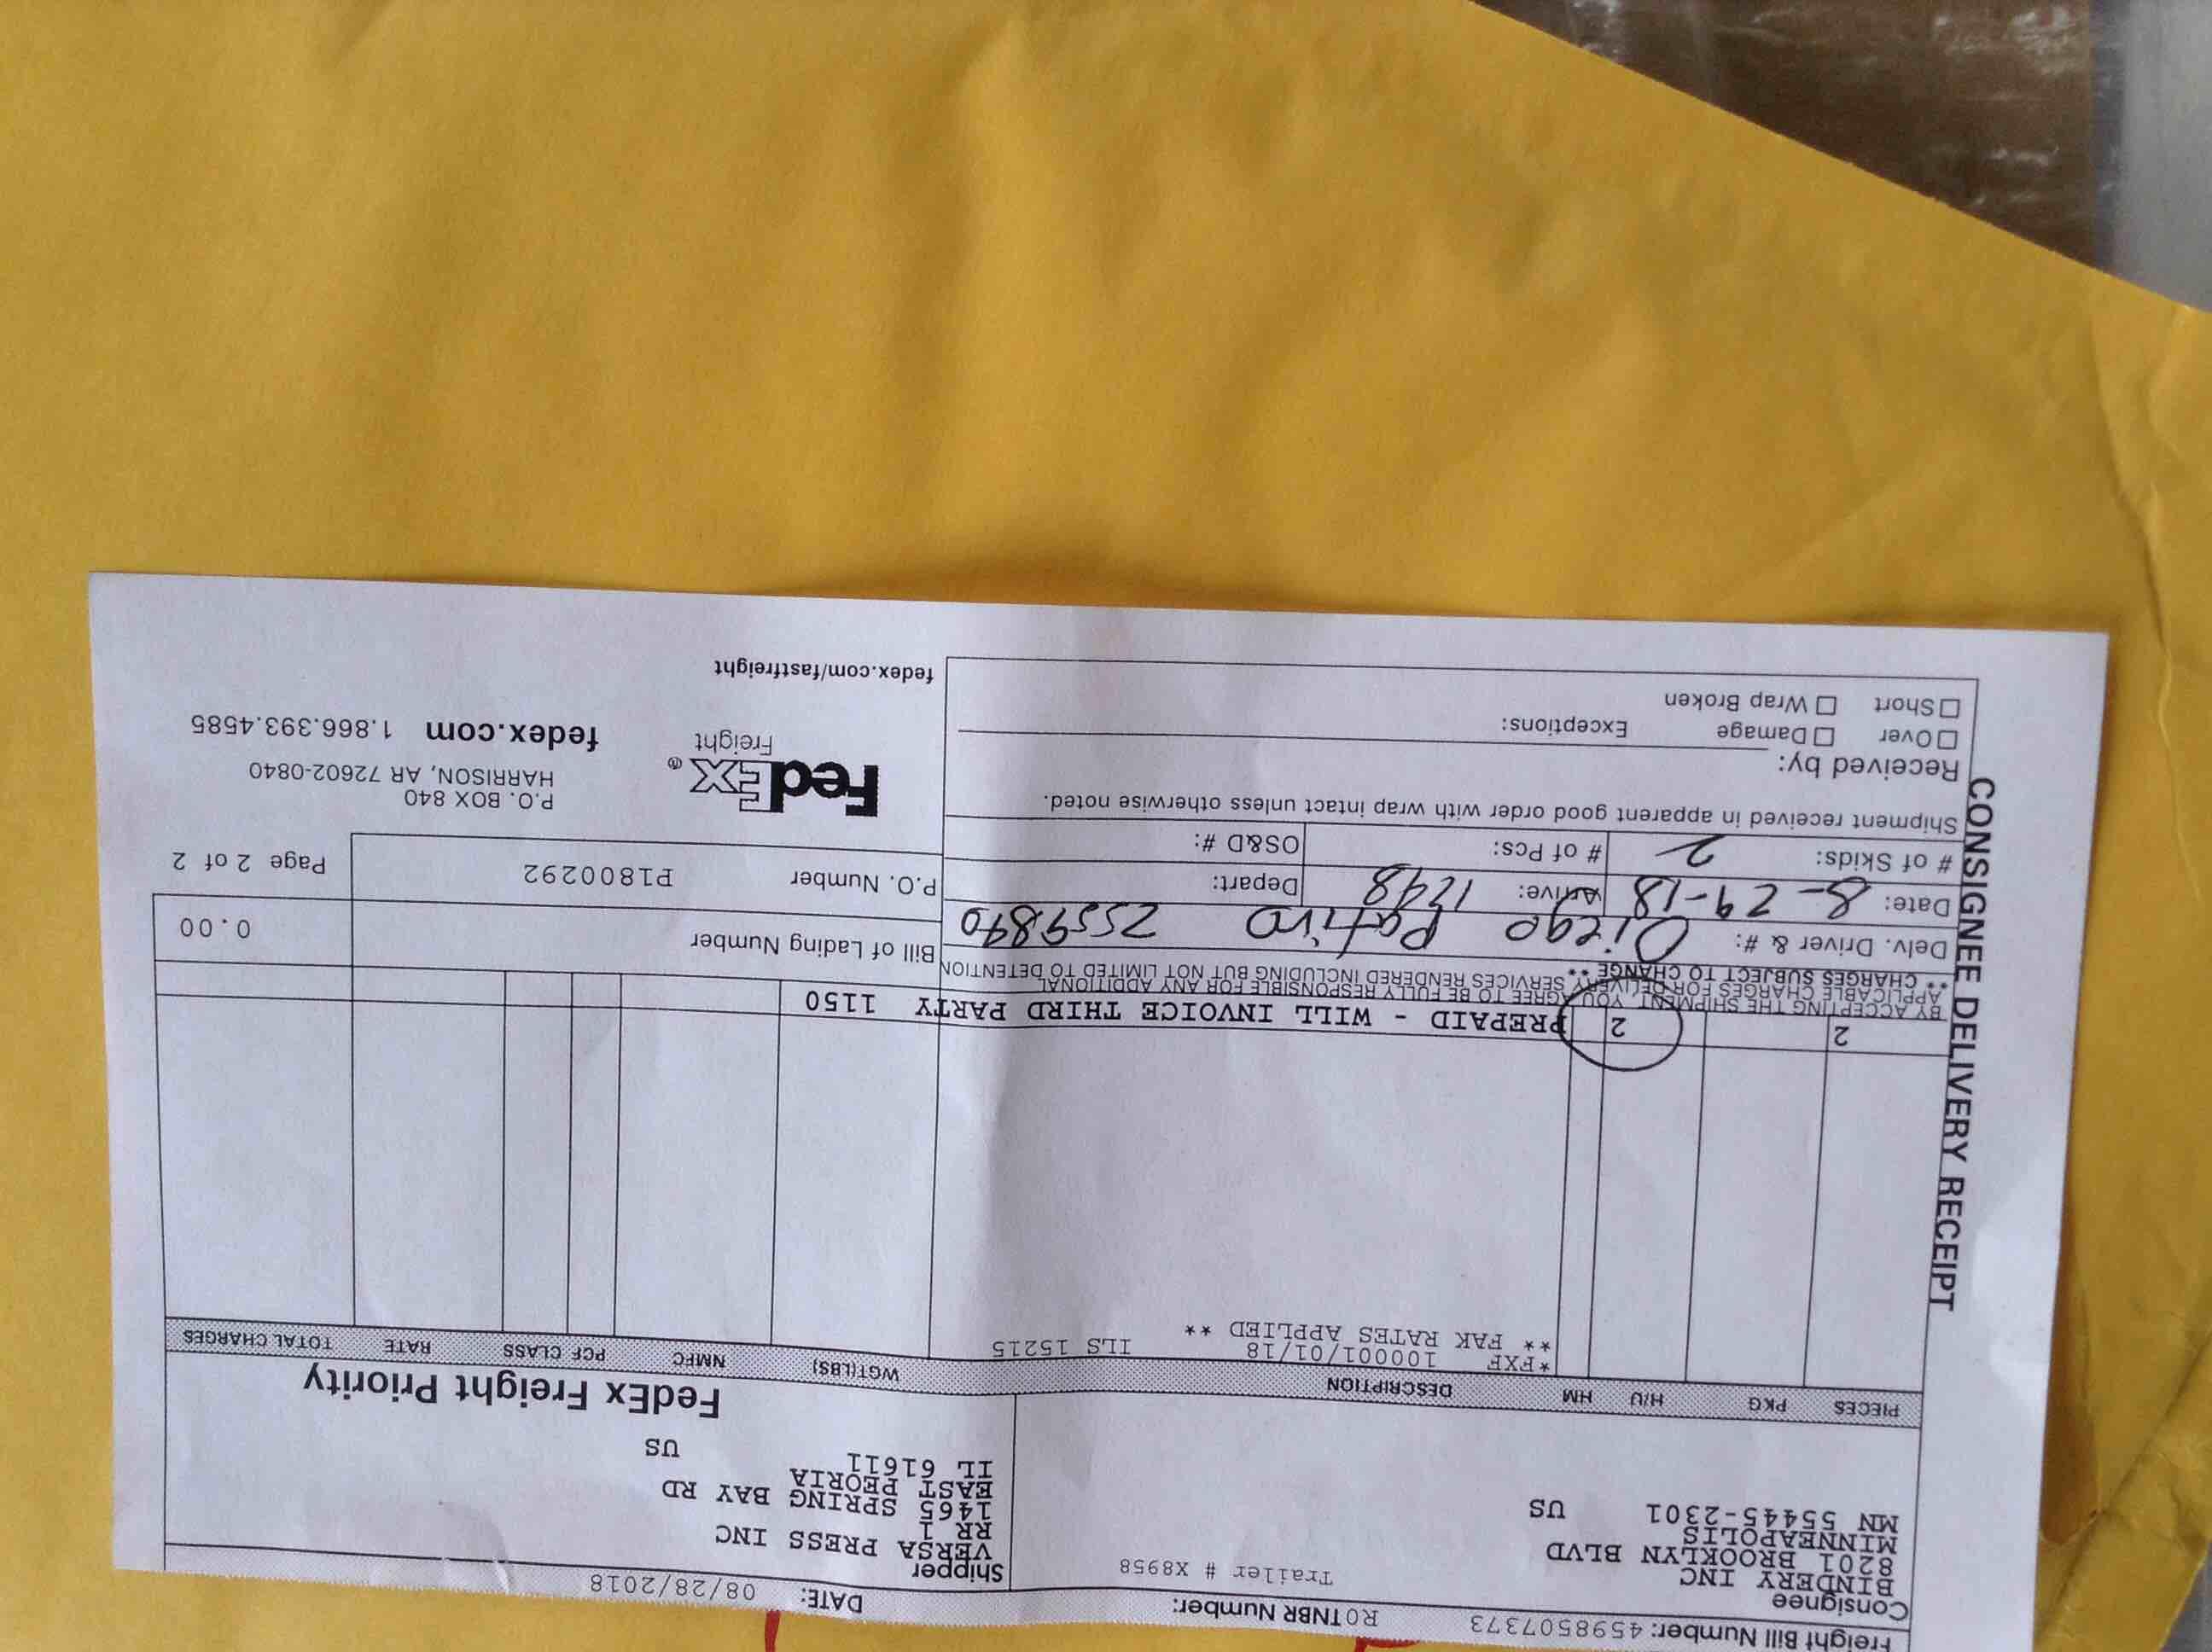 Freight Bill Number: 4598507373 ROTNBR Number: DATE: 08/28/2018
Consignee
BINDERY INC
8201 BROOKLYN BLVD
MINNEAPOLIS
MN 55445-2301 US
Trailer # X8958
Shipper
VERSA PRESS INC
RR 1
1465 SPRING BAY RD
EAST PEORIA
IL 61611
US
FedEx Freight Priority
PIECES PKG H/U HM DESCRIPTION WGT(LBS) NMFC PCF CLASS RATE TOTAL CHARGES
*FXF 100001/01/18 ILS 15215
** FAK RATES APPLIED **
2 2 PREPAID - WILL INVOICE THIRD PARTY 1150
BY ACCEPTING THE SHIPMENT, YOU AGREE TO BE FULLY RESPONSIBLE FOR ANY ADDITIONAL
APPLICABLE CHARGES FOR DELIVERY SERVICES RENDERED INCLUDING BUT NOT LIMITED TO DETENTION
** CHARGES SUBJECT TO CHANGE **
Delv. Driver & #: Diego Patiro 2559890
Bill of Lading Number 0.00
Date: 8-29-18 Arrive: 1248 Depart:
P.O. Number P1800292 Page 2 of 2
# of Skids: 2 # of Pcs: OS&D #:
Shipment received in apparent good order with wrap intact unless otherwise noted.
Received by:
Over Damage Exceptions:
Short Wrap Broken
FedEx®
Freight
P.O. BOX 840
HARRISON, AR 72602-0840
fedex.com 1.866.393.4585
fedex.com/fastfreight
CONSIGNEE DELIVERY RECEIPT